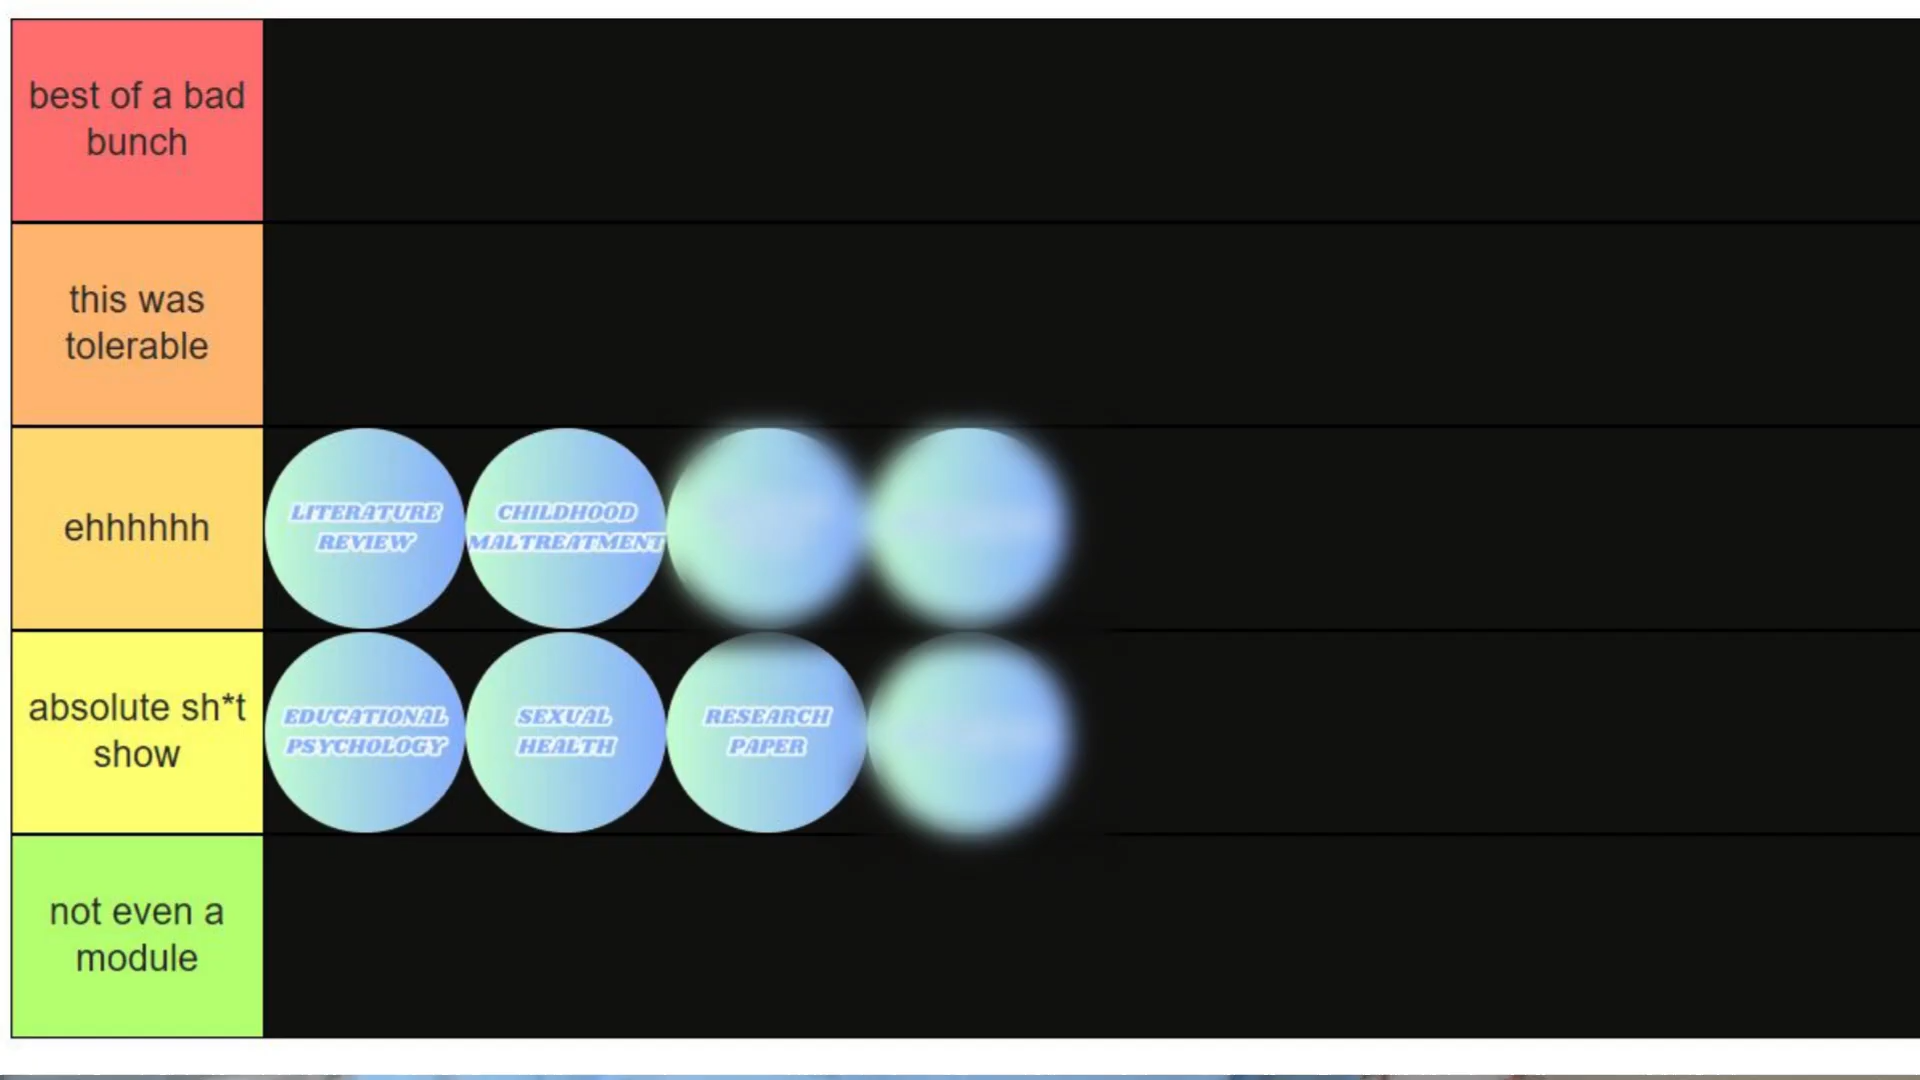 best of a bad
bunch
this was
tolerable
ehhhhhh
LITERATURE
REVIEW
CHILDHOOD
MALTREATMENT
absolute sh*t
show
EDUCATIONAL
PSYCHOLOGY
SEXUAL
HEALTH
RESEARCH
PAPER
not even a
module